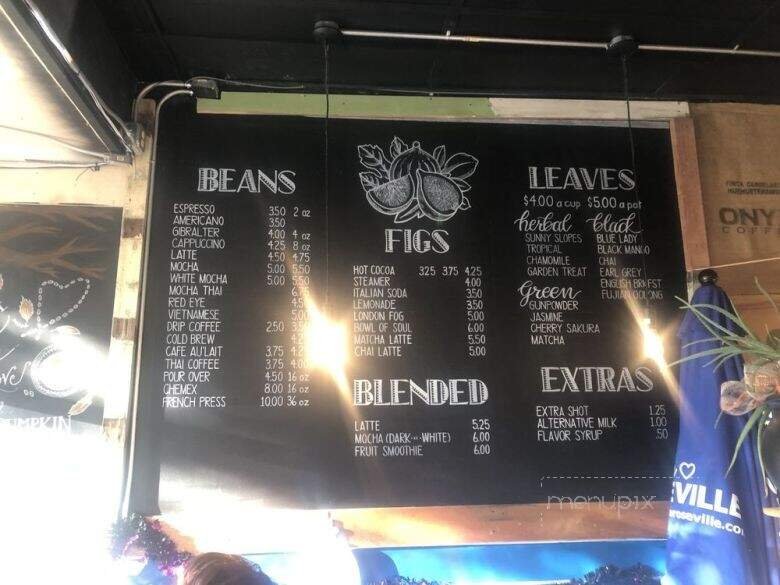 BEANS
ESPRESSO 3.50 2 oz
AMERICANO 3.50
GIBRALTER 4.00 4 oz
CAPPUCCINO 4.25 8 oz
LATTE 4.50 4.75
MOCHA 5.00 5.50
WHITE MOCHA 5.00 5.50
MOCHA THAI
RED EYE
VIETNAMESE 5.00
DRIP COFFEE 2.50
COLD BREW
CAFE AU'LAIT 3.75
THAI COFFEE 3.75
POUR OVER 4.50 16 oz
CHEMEX 8.00 16 oz
FRENCH PRESS 10.00 36 oz
FIGS
HOT COCOA 3.25 3.75 4.25
STEAMER 4.00
ITALIAN SODA 3.50
LEMONADE 3.50
LONDON FOG 5.00
BOWL OF SOUL 6.00
MATCHA LATTE 5.50
CHAI LATTE 5.00
BLENDED
LATTE 5.25
MOCHA (DARK OR WHITE) 6.00
FRUIT SMOOTHIE 6.00
LEAVES
$4.00 a cup $5.00 a pot
herbal
SUNNY SLOPES
TROPICAL
CHAMOMILE
GARDEN TREAT
Green
GUNPOWDER
JASMINE
CHERRY SAKURA
MATCHA
black
BLUE LADY
BLACK MANGO
CHAI
EARL GREY
ENGLISH BRKFST
FUJIAN OOLONG
EXTRAS
EXTRA SHOT 1.25
ALTERNATIVE MILK 1.00
FLAVOR SYRUP .50
ONY
COFFE
PUMPKIN
EVILLE
roseville.co
menupix